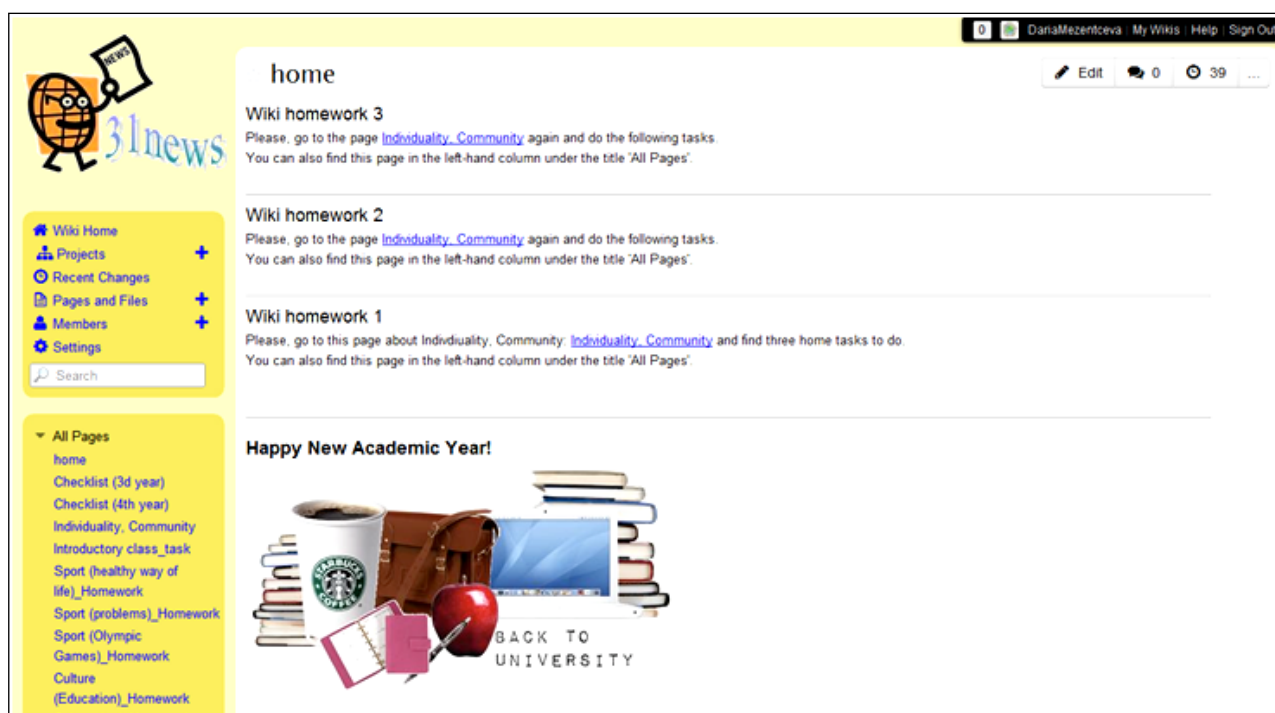 0 DariaMezentceva My Wikis Help Sign Out
NEWS
31news
home
Edit 0 39 ...
Wiki homework 3
Please, go to the page Individuality, Community again and do the following tasks.
You can also find this page in the left-hand column under the title 'All Pages'.
Wiki homework 2
Please, go to the page Individuality, Community again and do the following tasks.
You can also find this page in the left-hand column under the title 'All Pages'.
Wiki homework 1
Please, go to this page about Indivdiuality, Community: Individuality, Community and find three home tasks to do.
You can also find this page in the left-hand column under the title 'All Pages'.
Happy New Academic Year!
STARBUCKS
COFFEE
BACK TO
UNIVERSITY
Wiki Home
Projects
Recent Changes
Pages and Files
Members
Settings
Search
All Pages
home
Checklist (3d year)
Checklist (4th year)
Individuality, Community
Introductory class_task
Sport (healthy way of
life)_Homework
Sport (problems)_Homework
Sport (Olympic
Games)_Homework
Culture
(Education)_Homework